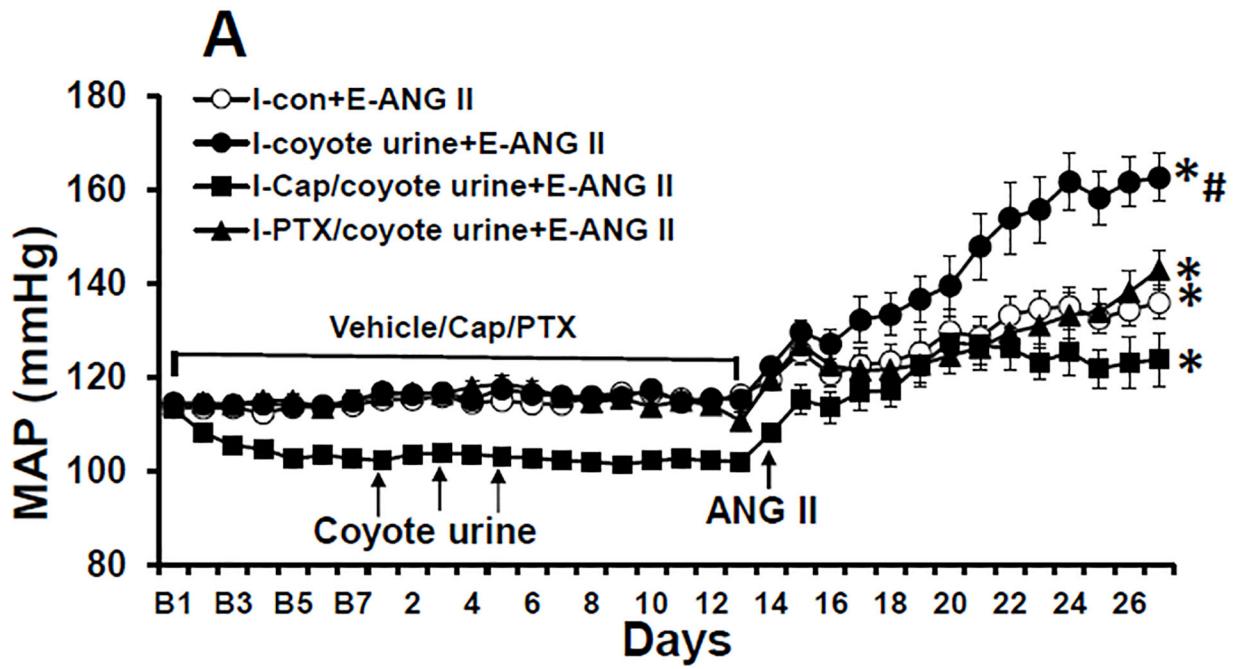 A
I-con+E-ANG II
I-coyote urine+E-ANG II
I-Cap/coyote urine+E-ANG II
I-PTX/coyote urine+E-ANG II
MAP (mmHg)
180
160
140
120
100
80
Vehicle/Cap/PTX
Coyote urine
ANG II
* #
*
*
*
B1 B3 B5 B7 2 4 6 8 10 12 14 16 18 20 22 24 26
Days